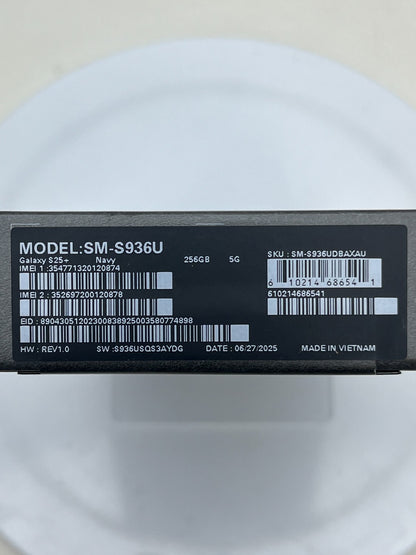 MODEL:SM-S936U
Galaxy S25+ Navy 256GB 5G
SKU : SM-S936UDBAXAU
IMEI 1 :354771320120874
6 10214 68654 1
IMEI 2 : 352697200120878
610214686541
EID : 89043051202300838925003580774898
HW : REV1.0 SW :S936USQS3AYDG DATE : 06/27/2025 MADE IN VIETNAM